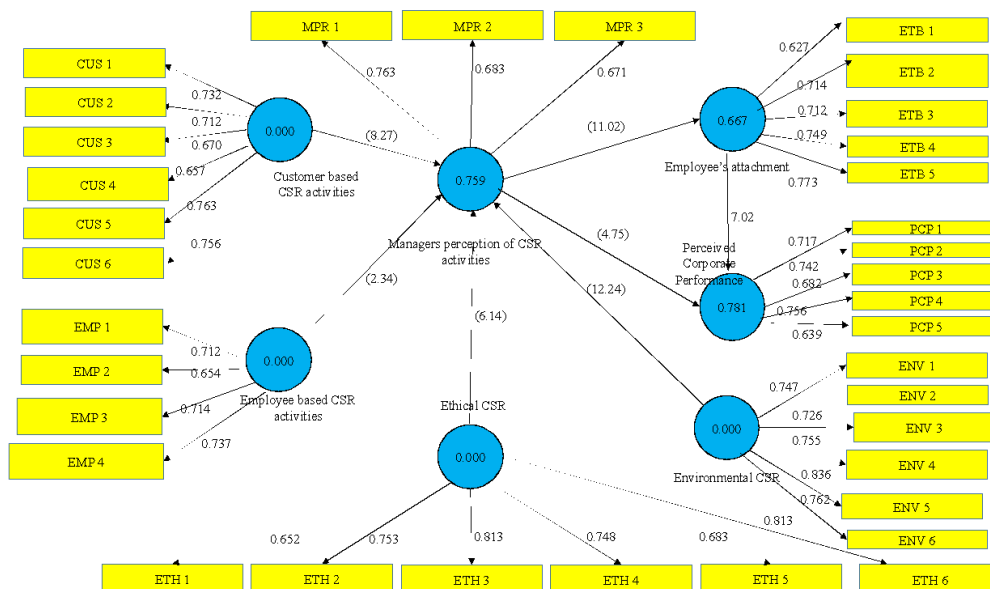 MPR 1
MPR 2
MPR 3
ETB 1
CUS 1
0.627
0.763
0.683
0.671
ETB 2
0.732
0.714
CUS 2
0.712
0.712
ETB 3
0.000
(8.27)
(11.02)
0.667
CUS 3
0.670
0.749
ETB 4
0.657
Customer based
CSR activities
0.759
Employee's attachment
ETB 5
CUS 4
0.773
0.763
CUS 5
7.02
PCP 1
0.756
Managers perception of CSR
activities
(4.75)
Perceived
Corporate
Performance
0.717
PCP 2
CUS 6
0.742
PCP 3
(2.34)
(12.24)
0.682
PCP 4
0.781
0.756
EMP 1
(6.14)
0.639
PCP 5
0.712
0.000
ENV 1
EMP 2
0.654
0.747
ENV 2
Employee based CSR
activities
Ethical CSR
0.714
0.726
EMP 3
0.000
0.755
ENV 3
0.737
0.000
EMP 4
Environmental CSR
0.836
ENV 4
0.762
ENV 5
0.813
0.652
0.753
0.813
0.748
0.683
ENV 6
ETH 1
ETH 2
ETH 3
ETH 4
ETH 5
ETH 6